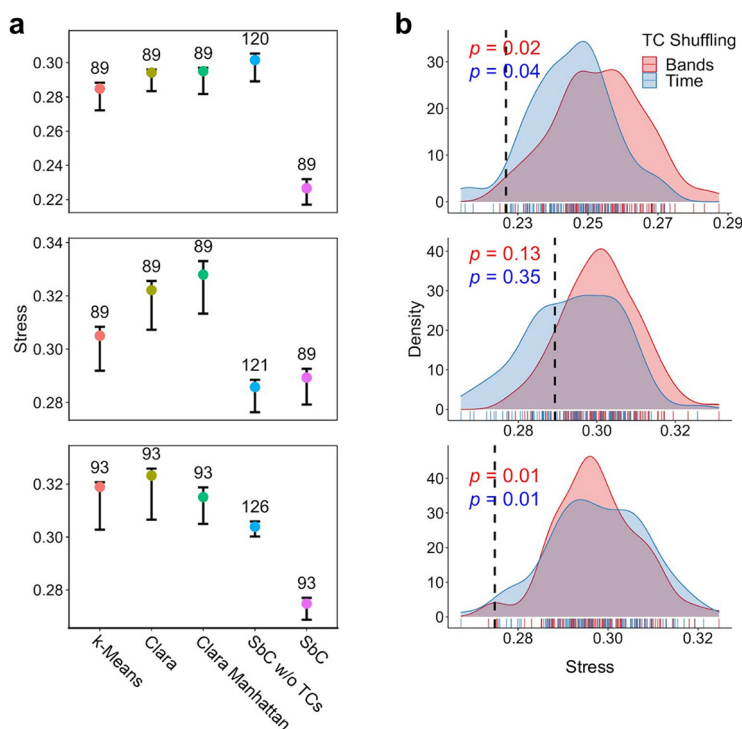 a
0.30
0.28
0.26
0.24
0.22
89
89
89
120
89
0.34
0.32
0.30
0.28
89
89
89
121
89
0.32
0.30
0.28
93
93
93
126
93
Stress
k-Means
Clara
Clara Manhattan
SbC w/o TCs
SbC
b
p = 0.02
p = 0.04
TC Shuffling
Bands
Time
30
20
10
0
0.23
0.25
0.27
0.29
p = 0.13
p = 0.35
40
30
20
10
0
0.28
0.30
0.32
p = 0.01
p = 0.01
40
30
20
10
0
0.28
0.30
0.32
Density
Stress